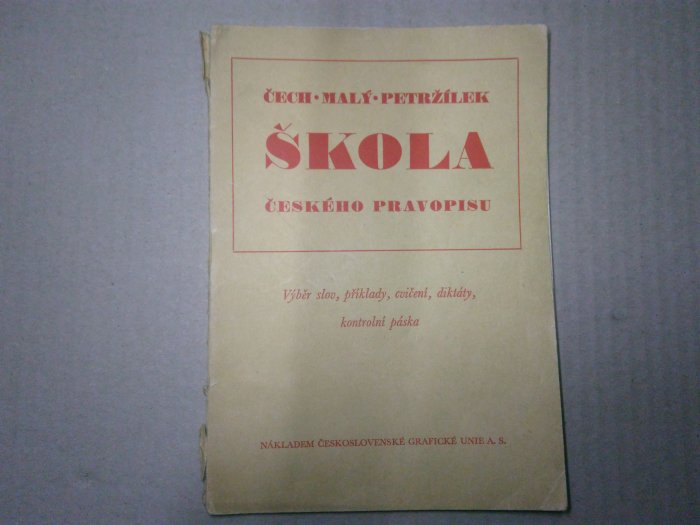 ČECH • MALÝ • PETRŽÍLEK
ŠKOLA
ČESKÉHO PRAVOPISU
Výběr slov, příklady, cvičení, diktáty,
kontrolní páska
NÁKLADEM ČESKOSLOVENSKÉ GRAFICKÉ UNIE A. S.